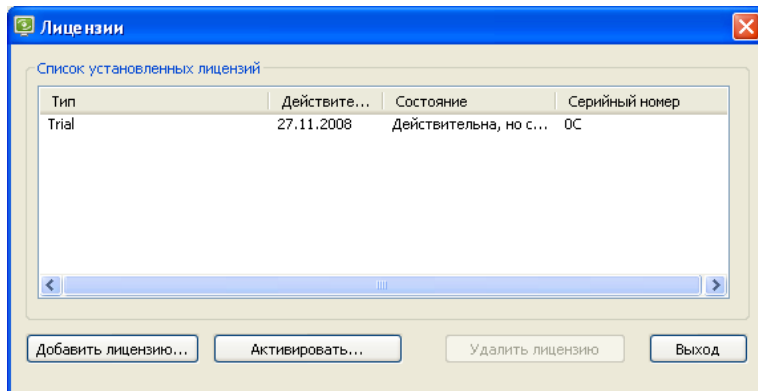 Лицензии
Список установленных лицензий
Тип Действите... Состояние Серийный номер
Trial 27.11.2008 Действительна, но с... 0C
Добавить лицензию... Активировать... Удалить лицензию Выход